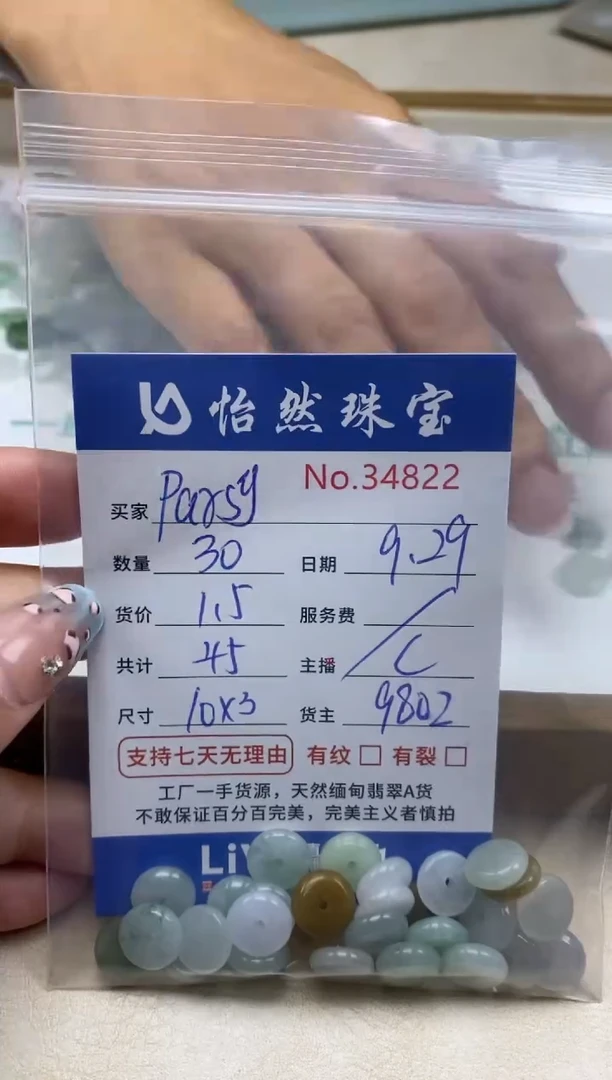 怡然珠宝
No.34822
买家 Parsy
数量 30 日期 9.29
货价 1.5 服务费 /
共计 45 主播 C
尺寸 10x3 货主 9802
支持七天无理由 有纹 □ 有裂 □
工厂一手货源，天然缅甸翡翠A货
不敢保证百分百完美，完美主义者慎拍